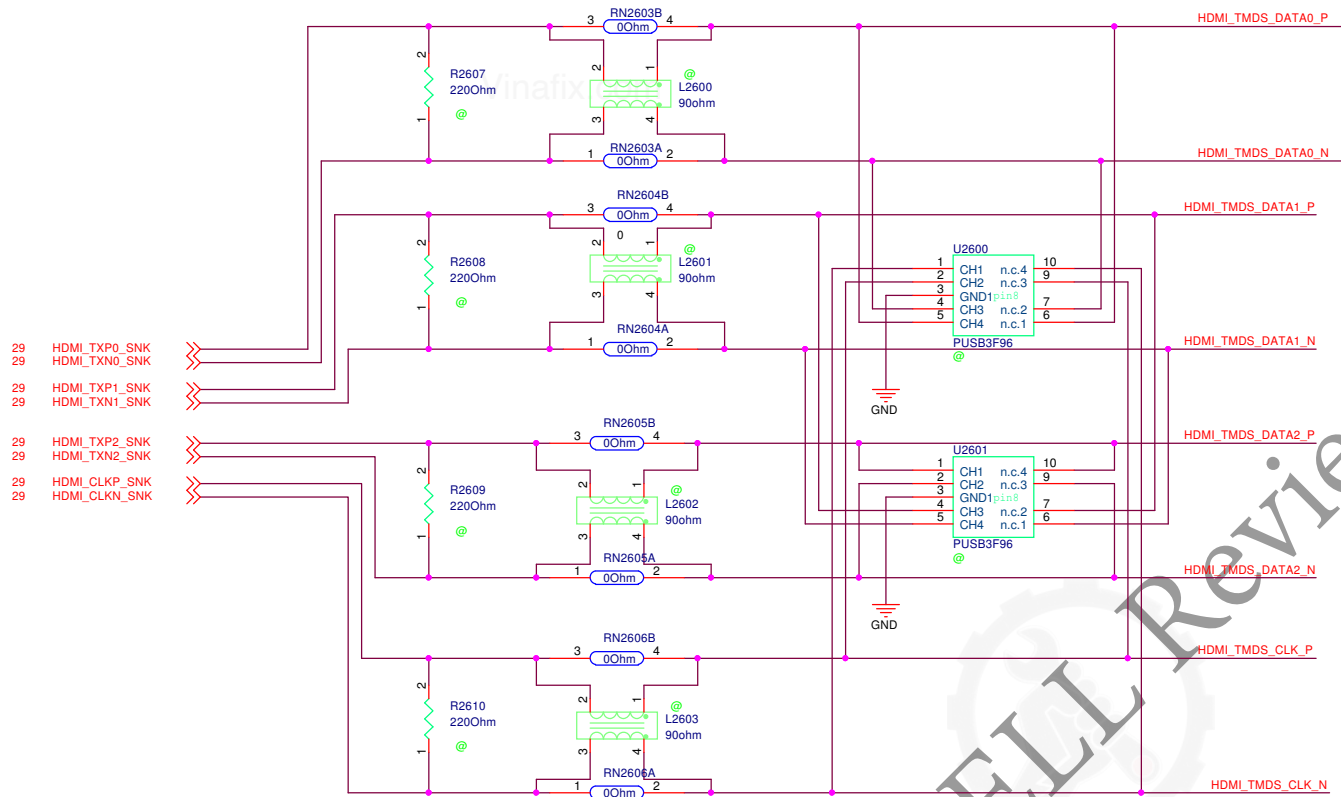 RN2603B
3 0Ohm 4
HDMI_TMDS_DATA0_P
2
R2607
220Ohm
@
1
Vinafix
2 1
@
L2600
90ohm
3 4
RN2603A
1 0Ohm 2
HDMI_TMDS_DATA0_N
RN2604B
3 0Ohm 4
HDMI_TMDS_DATA1_P
0
2
R2608
220Ohm
@
1
2 1
@
L2601
90ohm
3 4
RN2604A
1 0Ohm 2
HDMI_TMDS_DATA1_N
U2600
1 CH1 n.c.4 10
2 CH2 n.c.3 9
3 GND1 pin8
4 CH3 n.c.2 7
5 CH4 n.c.1 6
PUSB3F96
@
GND
29 HDMI_TXP0_SNK
29 HDMI_TXN0_SNK
29 HDMI_TXP1_SNK
29 HDMI_TXN1_SNK
29 HDMI_TXP2_SNK
29 HDMI_TXN2_SNK
29 HDMI_CLKP_SNK
29 HDMI_CLKN_SNK
RN2605B
3 0Ohm 4
HDMI_TMDS_DATA2_P
2
R2609
220Ohm
@
1
2 1
@
L2602
90ohm
3 4
RN2605A
1 0Ohm 2
HDMI_TMDS_DATA2_N
U2601
1 CH1 n.c.4 10
2 CH2 n.c.3 9
3 GND1 pin8
4 CH3 n.c.2 7
5 CH4 n.c.1 6
PUSB3F96
@
GND
RN2606B
3 0Ohm 4
HDMI_TMDS_CLK_P
2
R2610
220Ohm
@
1
2 1
@
L2603
90ohm
3 4
RN2606A
1 0Ohm 2
HDMI_TMDS_CLK_N